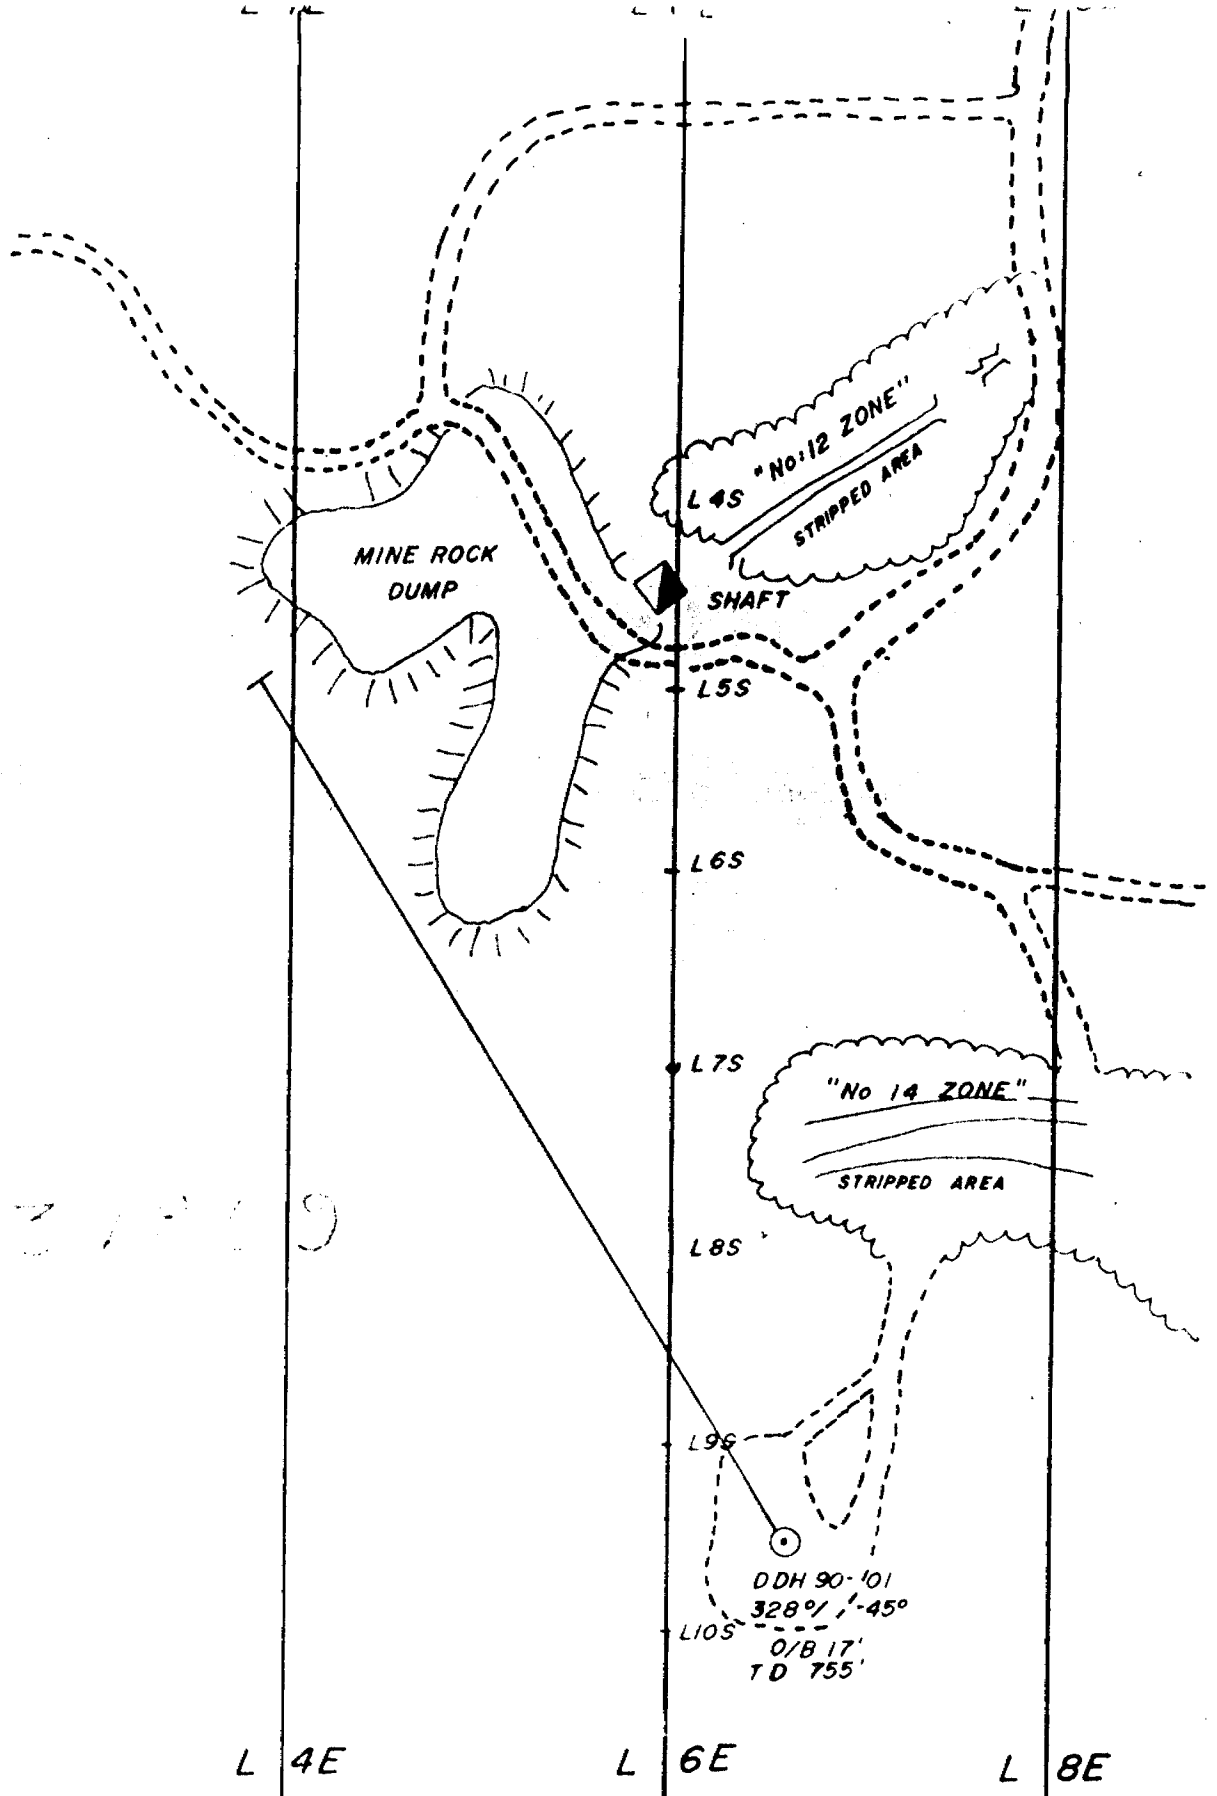 "No:12 ZONE"
L4S
STRIPPED AREA
MINE ROCK
DUMP
SHAFT
L5S
L6S
L7S
"No 14 ZONE"
STRIPPED AREA
L8S
L9S
DDH 90-01
328°/-45°
L10S
O/B 17'
TD 755'
L 4E
L 6E
L 8E